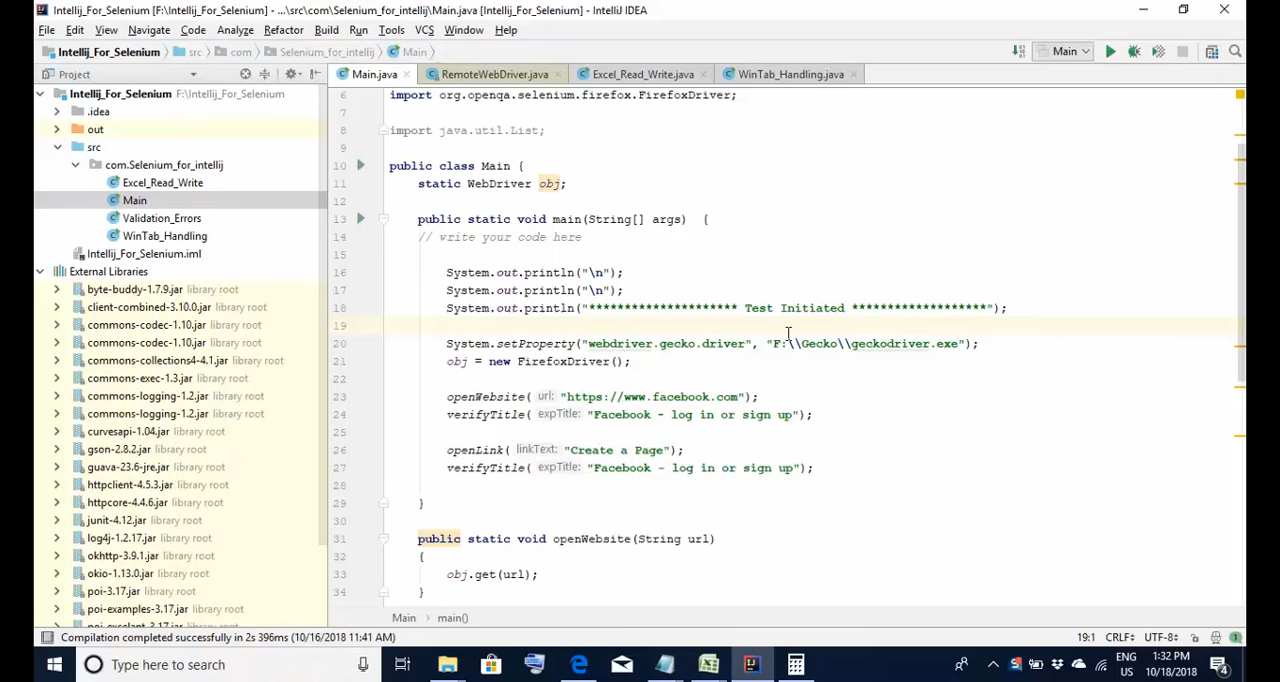 Intellij_For_Selenium [F:\Intellij_For_Selenium] - ...\src\com\Selenium_for_intellij\Main.java [Intellij_For_Selenium] - IntelliJ IDEA
File Edit View Navigate Code Analyze Refactor Build Run Tools VCS Window Help
Intellij_For_Selenium src com Selenium_for_intellij Main Main
Project Main.java RemoteWebDriver.java Excel_Read_Write.java WinTab_Handling.java
Intellij_For_Selenium F:\Intellij_For_Selenium
.idea
out
src
com.Selenium_for_intellij
Excel_Read_Write
Main
Validation_Errors
WinTab_Handling
Intellij_For_Selenium.iml
External Libraries
byte-buddy-1.7.9.jar library root
client-combined-3.10.0.jar library root
commons-codec-1.10.jar library root
commons-codec-1.10.jar library root
commons-collections4-4.1.jar library root
commons-exec-1.3.jar library root
commons-logging-1.2.jar library root
commons-logging-1.2.jar library root
curvesapi-1.04.jar library root
gson-2.8.2.jar library root
guava-23.6-jre.jar library root
httpclient-4.5.3.jar library root
httpcore-4.4.6.jar library root
junit-4.12.jar library root
log4j-1.2.17.jar library root
okhttp-3.9.1.jar library root
okio-1.13.0.jar library root
poi-3.17.jar library root
poi-examples-3.17.jar library root
6 import org.openqa.selenium.firefox.FirefoxDriver;
7
8 import java.util.List;
9
10 public class Main {
11 static WebDriver obj;
12
13 public static void main(String[] args) {
14 // write your code here
15
16 System.out.println("\n");
17 System.out.println("\n");
18 System.out.println("********************* Test Initiated *******************");
19
20 System.setProperty("webdriver.gecko.driver", "F:\\Gecko\\geckodriver.exe");
21 obj = new FirefoxDriver();
22
23 openWebsite( url: "https://www.facebook.com");
24 verifyTitle( expTitle: "Facebook - log in or sign up");
25
26 openLink( linkText: "Create a Page");
27 verifyTitle( expTitle: "Facebook - log in or sign up");
28
29 }
30
31 public static void openWebsite(String url)
32 {
33 obj.get(url);
34 }
Main main()
Compilation completed successfully in 2s 396ms (10/16/2018 11:41 AM) 19:1 CRLF UTF-8 1
Type here to search
ENG
US
1:32 PM
10/18/2018
4